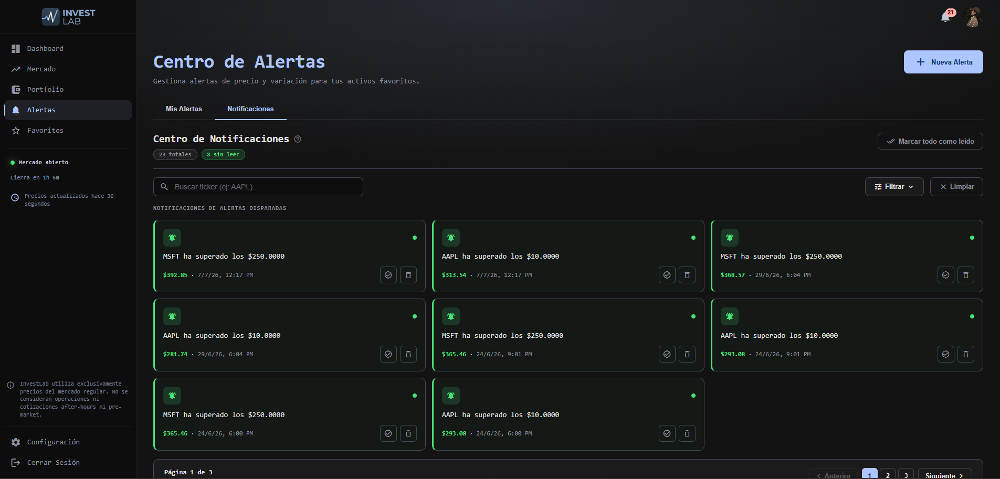 INVEST
LAB
21
Dashboard
Mercado
Portfolio
Alertas
Favoritos
Mercado abierto
Cierra en 1h 6m
Precios actualizados hace 36
segundos
InvestLab utiliza exclusivamente
precios del mercado regular. No se
consideran operaciones ni
cotizaciones after-hours ni pre-
market.
Configuración
Cerrar Sesión
Centro de Alertas
Gestiona alertas de precio y variación para tus activos favoritos.
Nueva Alerta
Mis Alertas
Notificaciones
Centro de Notificaciones
23 totales
8 sin leer
Marcar todo como leído
Buscar ticker (ej: AAPL)...
Filtrar
Limpiar
NOTIFICACIONES DE ALERTAS DISPARADAS
MSFT ha superado los $250.0000
$392.85 · 7/7/26, 12:17 PM
AAPL ha superado los $10.0000
$313.54 · 7/7/26, 12:17 PM
MSFT ha superado los $250.0000
$368.57 · 29/6/26, 6:04 PM
AAPL ha superado los $10.0000
$281.74 · 29/6/26, 6:04 PM
MSFT ha superado los $250.0000
$365.46 · 24/6/26, 9:01 PM
AAPL ha superado los $10.0000
$293.08 · 24/6/26, 9:01 PM
MSFT ha superado los $250.0000
$365.46 · 24/6/26, 6:00 PM
AAPL ha superado los $10.0000
$293.08 · 24/6/26, 6:00 PM
Página 1 de 3
Anterior
1
2
3
Siguiente